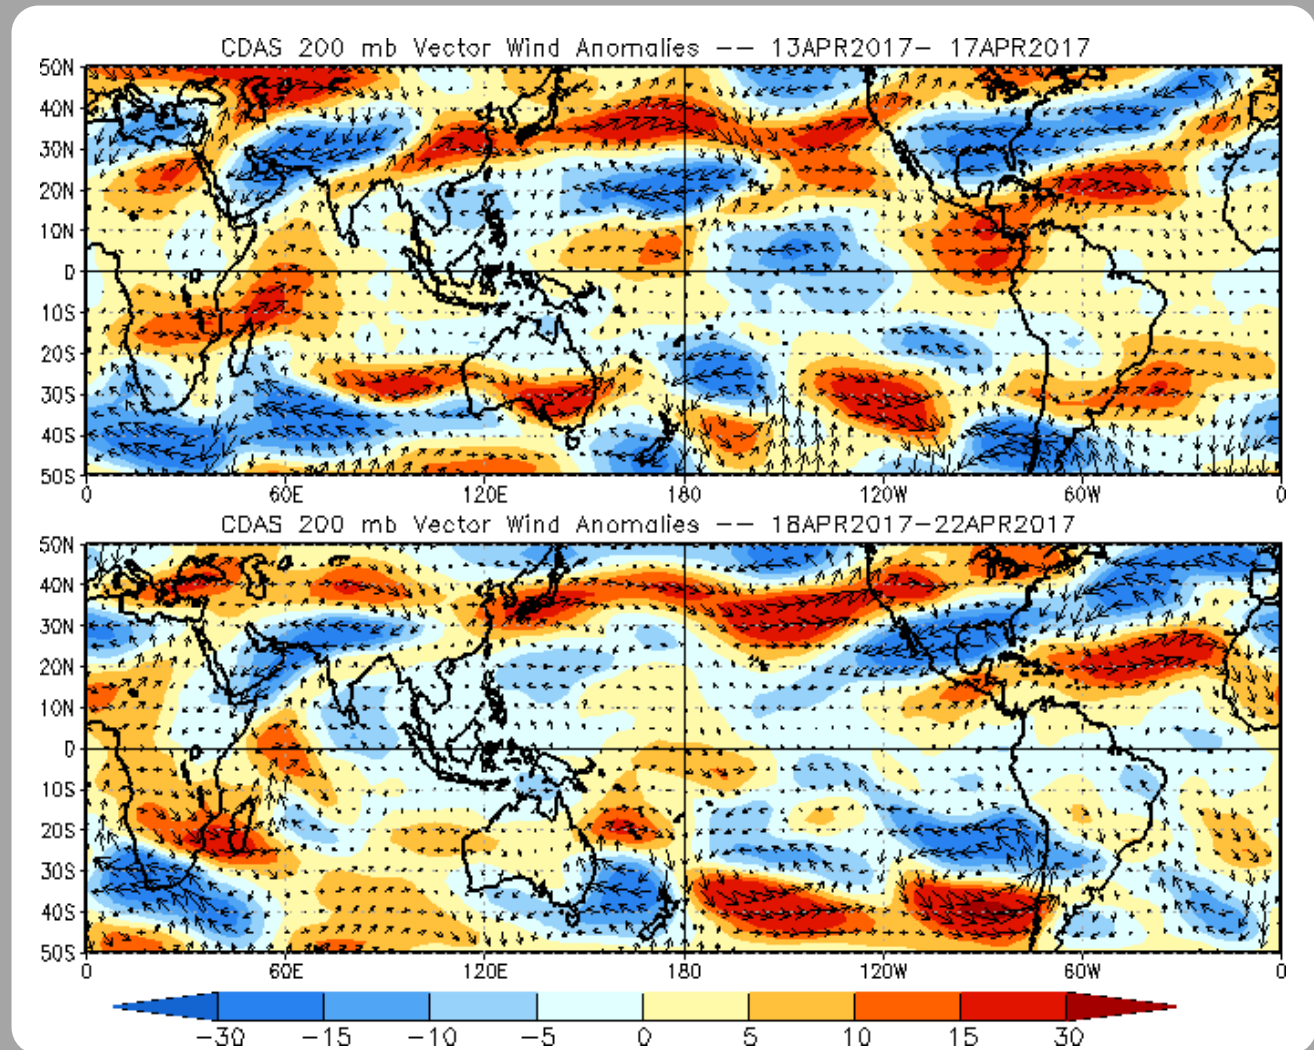 CDAS 200 mb Vector Wind Anomalies -- 13APR2017- 17APR2017
50N
40N
30N
20N
10N
0
10S
20S
30S
40S
50S
0 60E 120E 180 120W 60W 0
CDAS 200 mb Vector Wind Anomalies -- 18APR2017-22APR2017
50N
40N
30N
20N
10N
0
10S
20S
30S
40S
50S
0 60E 120E 180 120W 60W 0
-30 -15 -10 -5 0 5 10 15 30